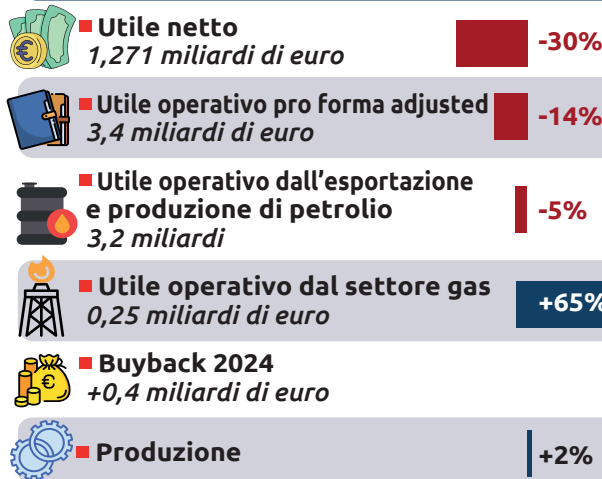 Utile netto
1,271 miliardi di euro
-30%
Utile operativo pro forma adjusted
3,4 miliardi di euro
-14%
Utile operativo dall'esportazione
e produzione di petrolio
3,2 miliardi
-5%
Utile operativo dal settore gas
0,25 miliardi di euro
+65%
Buyback 2024
+0,4 miliardi di euro
Produzione
+2%